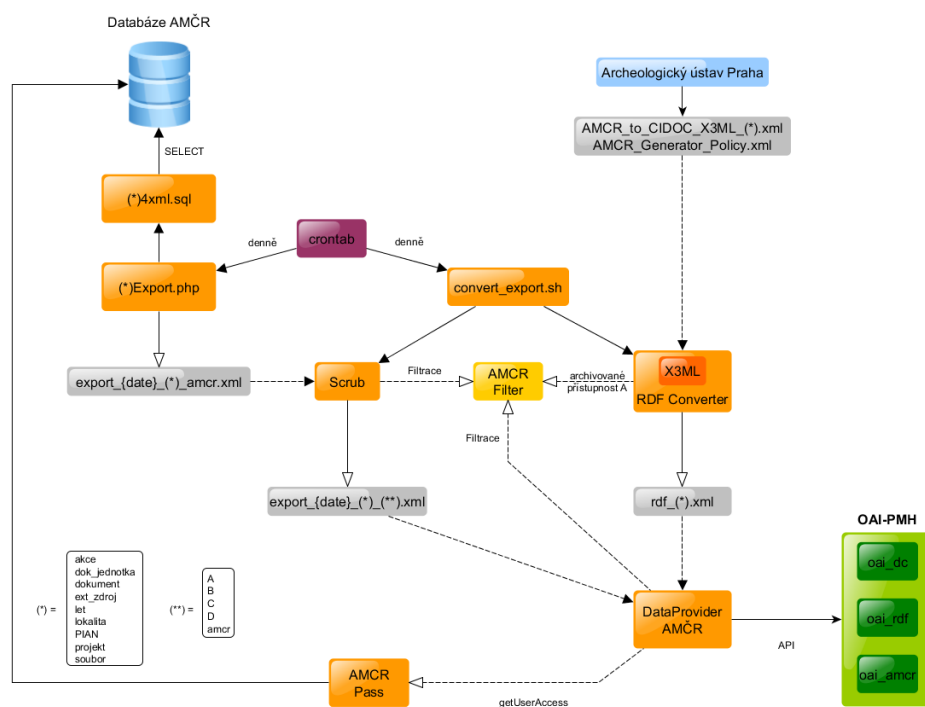 Databáze AMČR
Archeologický ústav Praha
AMCR_to_CIDOC_X3ML_(*).xml
AMCR_Generator_Policy.xml
SELECT
(*)4xml.sql
denně
crontab
denně
(*)Export.php
convert_export.sh
export_{date}_(*)_amcr.xml
Scrub
Filtrace
AMCR
Filter
archivované
přístupnost A
X3ML
RDF Converter
Filtrace
export_{date}_(*)_(**).xml
rdf_(*).xml
OAI-PMH
oai_dc
oai_rdf
oai_amcr
(*) =
akce
dok_jednotka
dokument
ext_zdroj
let
lokalita
PIAN
projekt
soubor
(**) =
A
B
C
D
amcr
DataProvider
AMČR
API
AMCR
Pass
getUserAccess